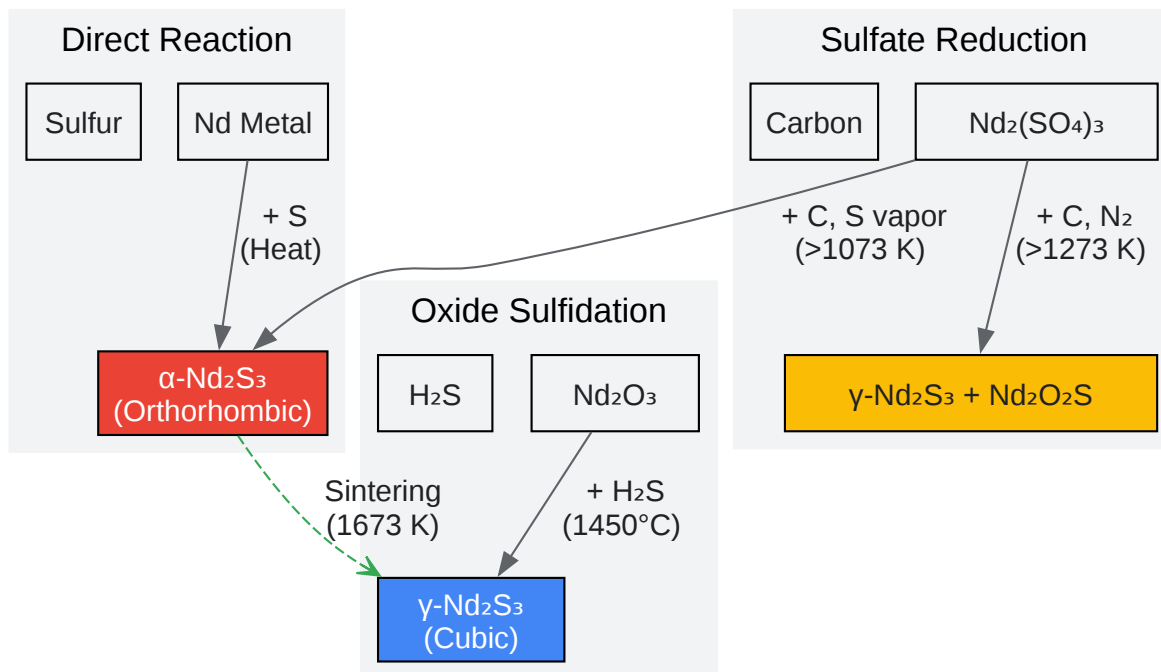 Direct Reaction
Sulfur
Nd Metal
+ S
(Heat)
α-Nd₂S₃
(Orthorhombic)
Sulfate Reduction
Carbon
Nd₂(SO₄)₃
+ C, S vapor
(>1073 K)
+ C, N₂
(>1273 K)
γ-Nd₂S₃ + Nd₂O₂S
Oxide Sulfidation
H₂S
Nd₂O₃
Sintering
(1673 K)
+ H₂S
(1450°C)
γ-Nd₂S₃
(Cubic)